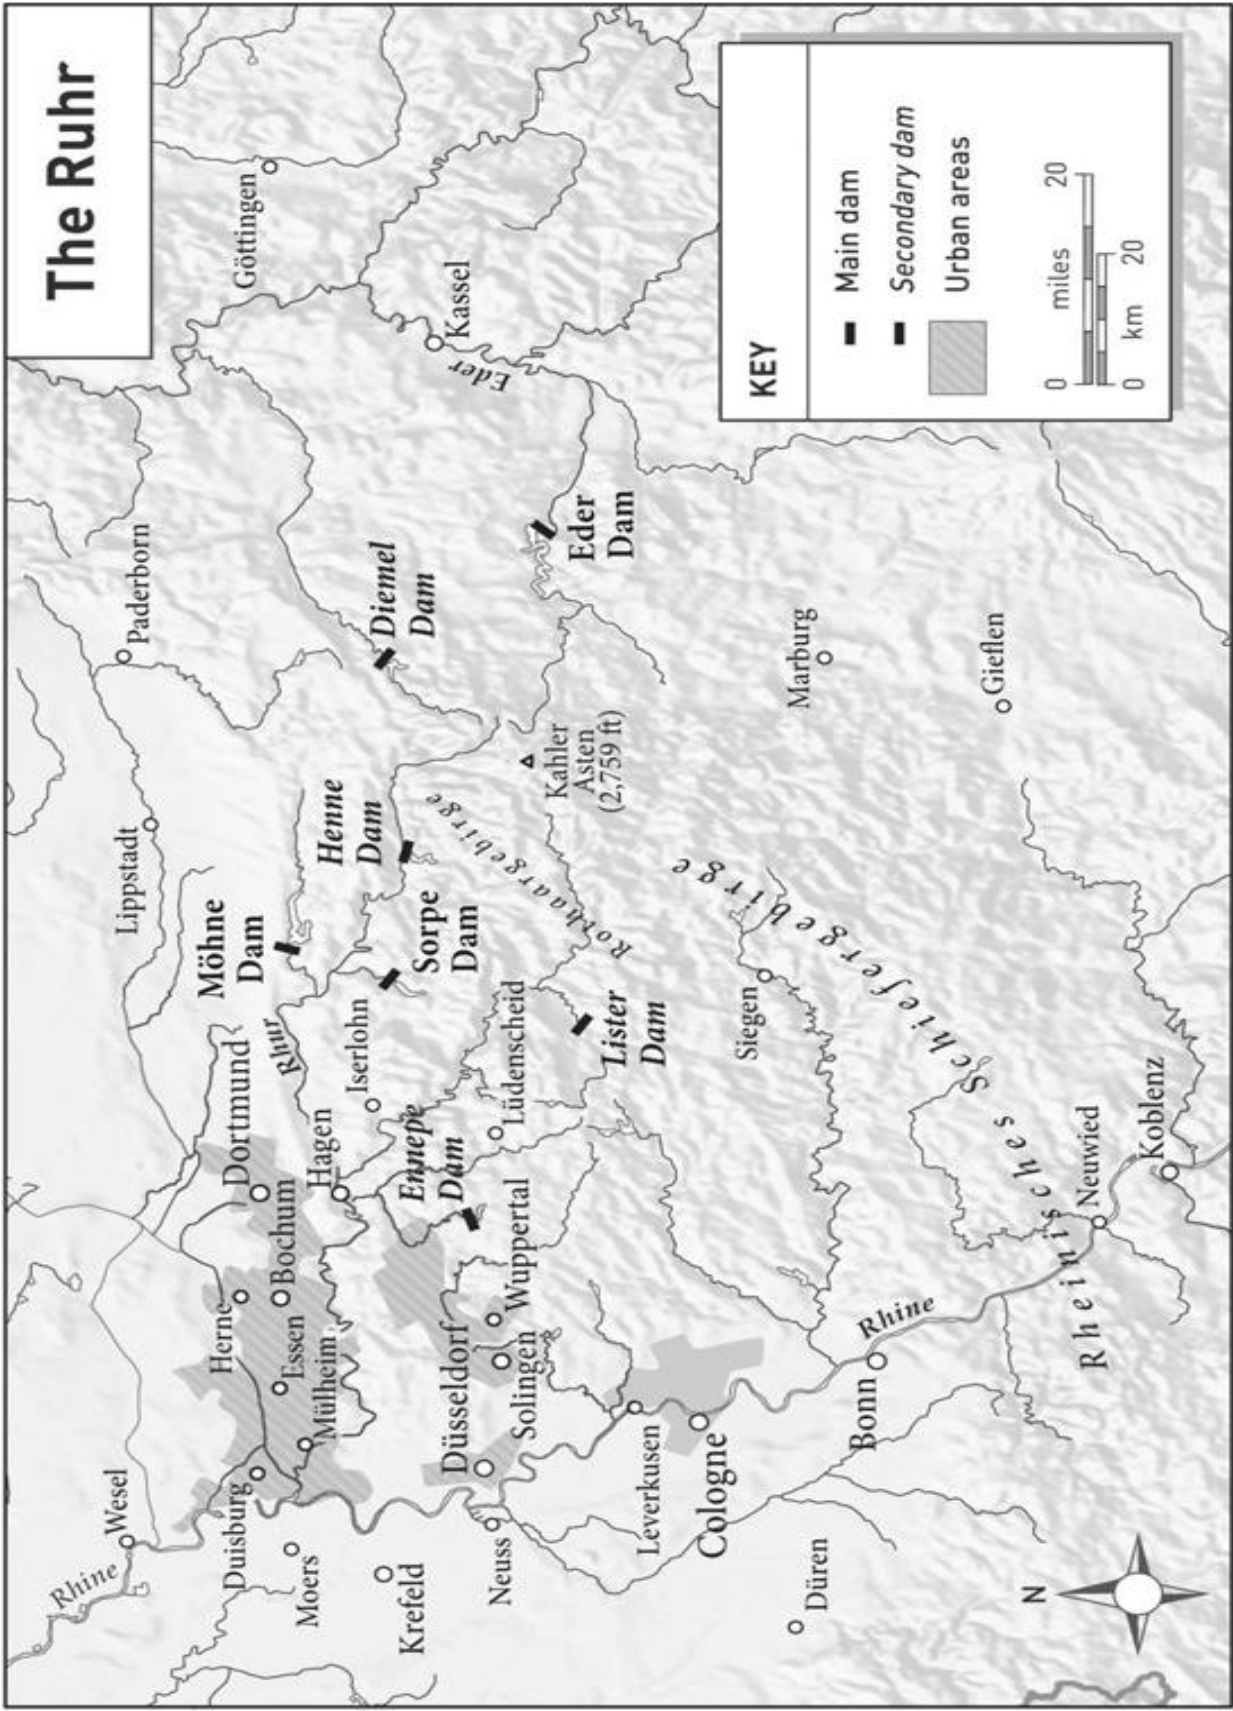 The Ruhr
Göttingen
Kassel
Eder
Paderborn
Diemel
Dam
Eder
Dam
Lippstadt
Möhne
Dam
Henne
Dam
Sorpe
Dam
Kahler
Asten
(2,759 ft)
Rothaargebirge
Marburg
Gießlen
Dortmund
Rhur
Iserlohn
Hagen
Ennepe
Dam
Lüdenscheid
Lister
Dam
Siegen
Rheinisches Schiefergebirge
Herne
Bochum
Essen
Mülheim
Wuppertal
Düsseldorf
Solingen
Wesel
Rhine
Duisburg
Moers
Krefeld
Neuss
Leverkusen
Cologne
Bonn
Rhine
Neuwied
Koblenz
Düren
N
KEY
Main dam
Secondary dam
Urban areas
0 miles 20
0 km 20